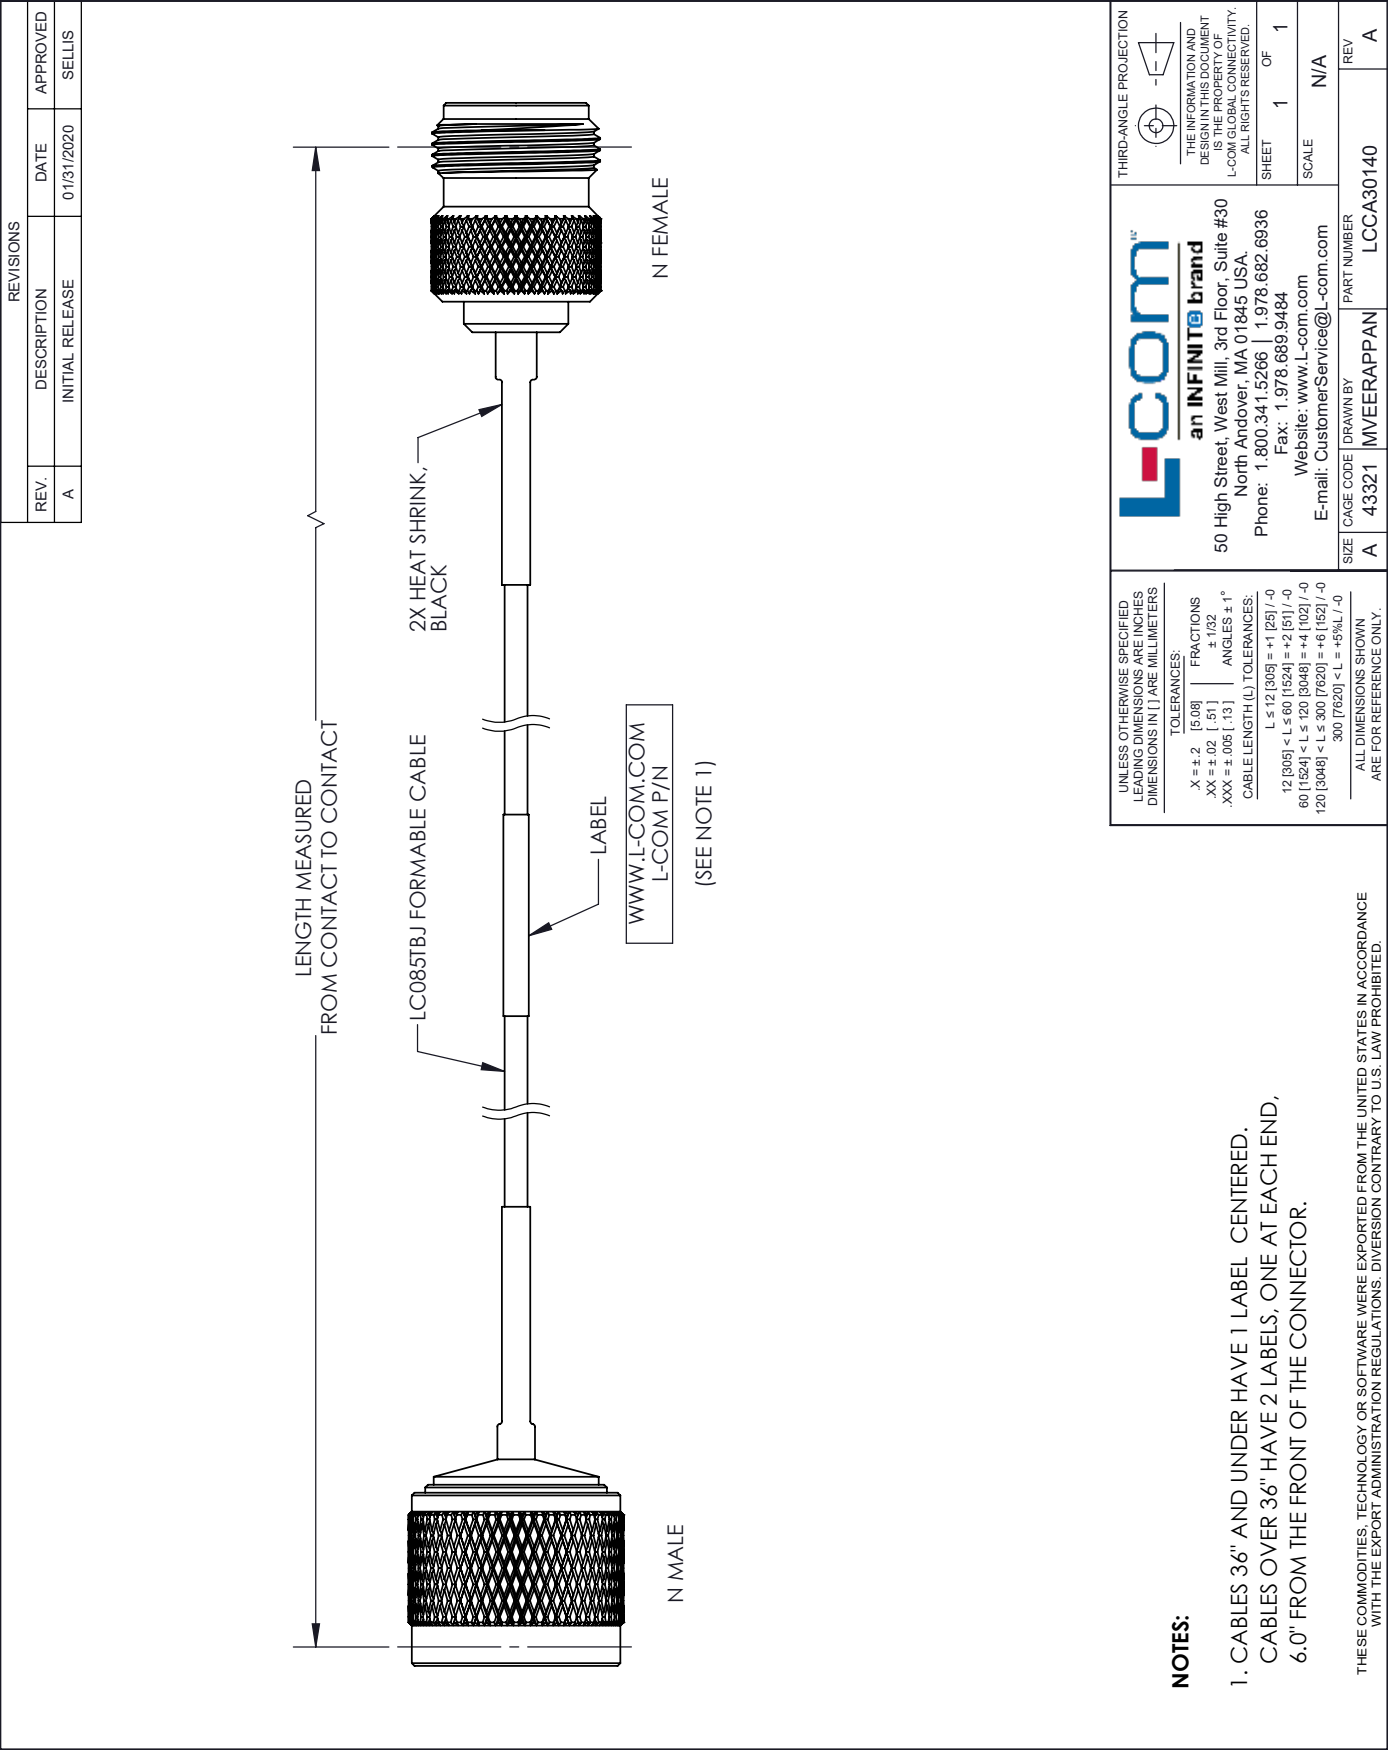 REVISIONS
REV. DESCRIPTION DATE APPROVED
A INITIAL RELEASE 01/31/2020 SELLIS
LENGTH MEASURED
FROM CONTACT TO CONTACT
LC085TBJ FORMABLE CABLE
2X HEAT SHRINK,
BLACK
LABEL
WWW.L-COM.COM
L-COM P/N
(SEE NOTE 1)
N MALE
N FEMALE
NOTES:
1. CABLES 36" AND UNDER HAVE 1 LABEL CENTERED.
CABLES OVER 36" HAVE 2 LABELS, ONE AT EACH END,
6.0" FROM THE FRONT OF THE CONNECTOR.
THESE COMMODITIES, TECHNOLOGY OR SOFTWARE WERE EXPORTED FROM THE UNITED STATES IN ACCORDANCE
WITH THE EXPORT ADMINISTRATION REGULATIONS. DIVERSION CONTRARY TO U.S. LAW PROHIBITED.
UNLESS OTHERWISE SPECIFIED
LEADING DIMENSIONS ARE INCHES
DIMENSIONS IN [ ] ARE MILLIMETERS
TOLERANCES:
.X = ± .2 [5.08] FRACTIONS
.XX = ± .02 [ .51 ] ± 1/32
.XXX = ± .005 [ .13 ] ANGLES ± 1°
CABLE LENGTH (L) TOLERANCES:
L ≤ 12 [305] = +1 [25] / -0
12 [305] < L ≤ 60 [1524] = +2 [51] / -0
60 [1524] < L ≤ 120 [3048] = +4 [102] / -0
120 [3048] < L ≤ 300 [7620] = +6 [152] / -0
300 [7620] < L = +5%L / -0
ALL DIMENSIONS SHOWN
ARE FOR REFERENCE ONLY.
L-com
an INFINIT@ brand
50 High Street, West Mill, 3rd Floor, Suite #30
North Andover, MA 01845 USA.
Phone: 1.800.341.5266 | 1.978.682.6936
Fax: 1.978.689.9484
Website: www.L-com.com
E-mail: CustomerService@L-com.com
THIRD-ANGLE PROJECTION
THE INFORMATION AND
DESIGN IN THIS DOCUMENT
IS THE PROPERTY OF
L-COM GLOBAL CONNECTIVITY.
ALL RIGHTS RESERVED.
SHEET 1 OF 1
SCALE N/A
SIZE A
CAGE CODE 43321
DRAWN BY MVEERAPPAN
PART NUMBER LCCA30140
REV A